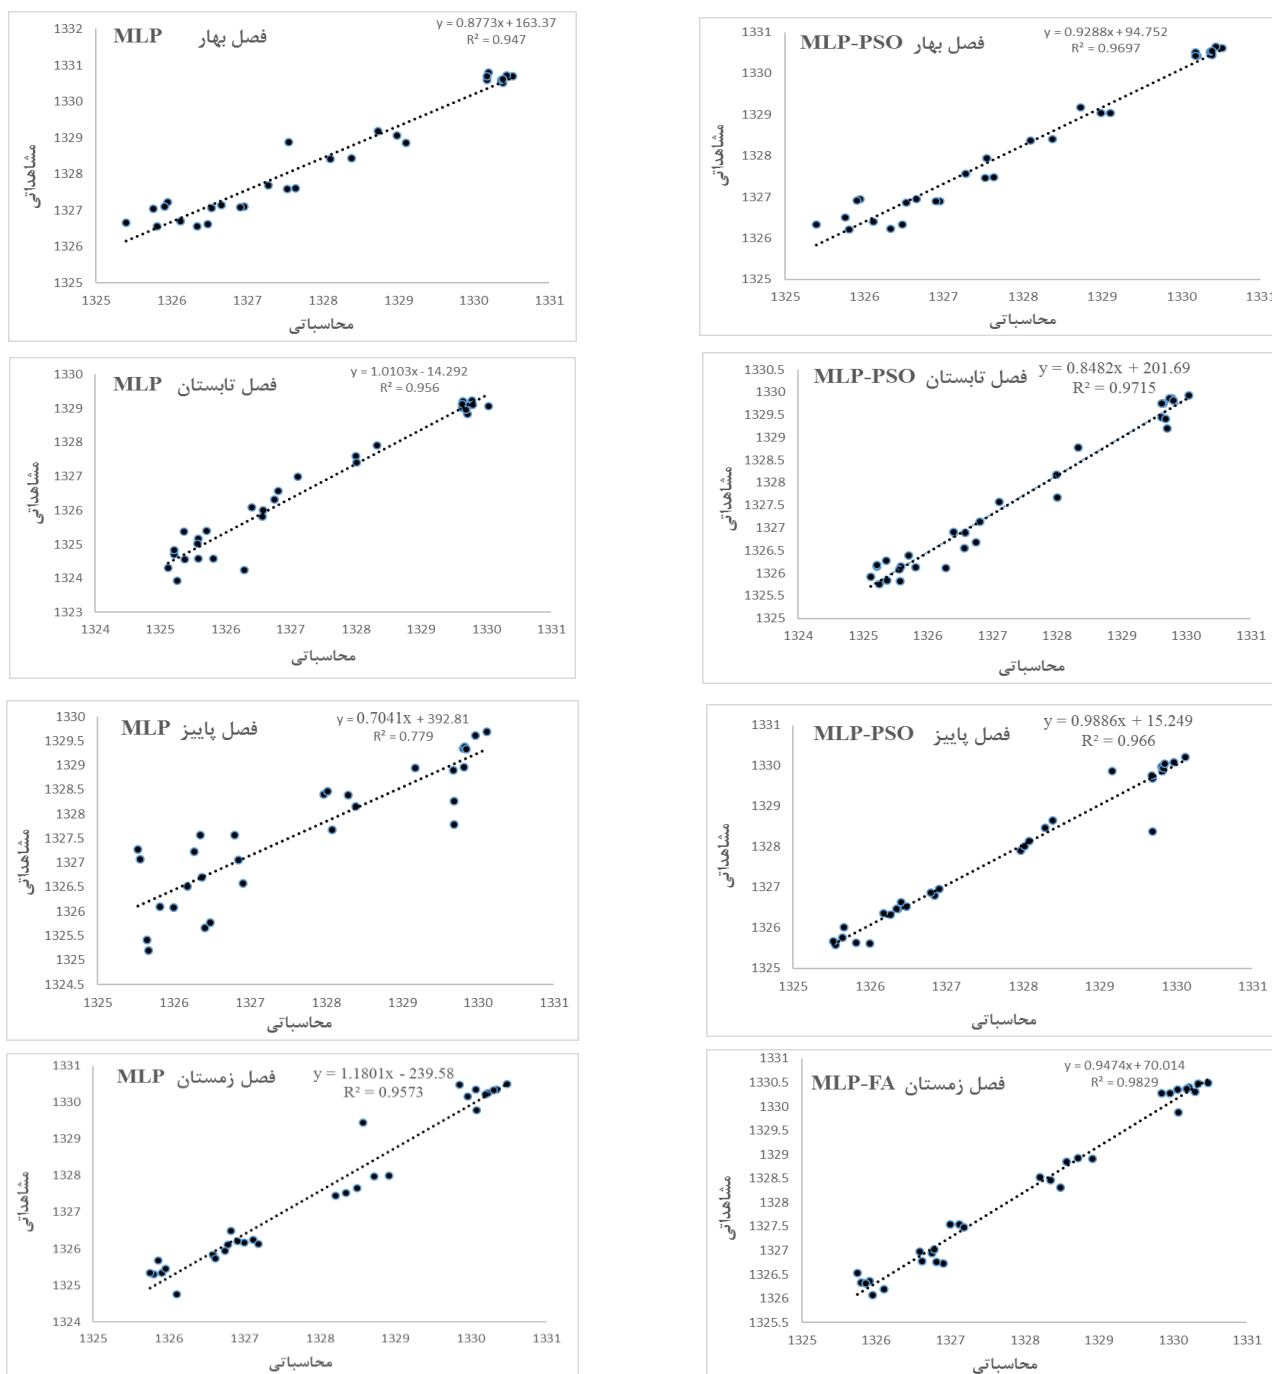 MLP فصل بهار
y = 0.8773x + 163.37
R² = 0.947
1332
1331
1330
1329
1328
1327
1326
1325
1325 1326 1327 1328 1329 1330 1331
مشاهداتی
محاسباتی
MLP-PSO فصل بهار
y = 0.9288x + 94.752
R² = 0.9697
1331
1330
1329
1328
1327
1326
1325
1325 1326 1327 1328 1329 1330 1331
مشاهداتی
محاسباتی
MLP فصل تابستان
y = 1.0103x - 14.292
R² = 0.956
1330
1329
1328
1327
1326
1325
1324
1323
1324 1325 1326 1327 1328 1329 1330 1331
مشاهداتی
محاسباتی
MLP-PSO فصل تابستان
y = 0.8482x + 201.69
R² = 0.9715
1330.5
1330
1329.5
1329
1328.5
1328
1327.5
1327
1326.5
1326
1325.5
1325
1324 1325 1326 1327 1328 1329 1330 1331
مشاهداتی
محاسباتی
MLP فصل پاییز
y = 0.7041x + 392.81
R² = 0.779
1330
1329.5
1329
1328.5
1328
1327.5
1327
1326.5
1326
1325.5
1325
1324.5
1325 1326 1327 1328 1329 1330 1331
مشاهداتی
محاسباتی
MLP-PSO فصل پاییز
y = 0.9886x + 15.249
R² = 0.966
1331
1330
1329
1328
1327
1326
1325
1325 1326 1327 1328 1329 1330 1331
مشاهداتی
محاسباتی
MLP فصل زمستان
y = 1.1801x - 239.58
R² = 0.9573
1331
1330
1329
1328
1327
1326
1325
1324
1325 1326 1327 1328 1329 1330 1331
مشاهداتی
محاسباتی
MLP-FA فصل زمستان
y = 0.9474x + 70.014
R² = 0.9829
1331
1330.5
1330
1329.5
1329
1328.5
1328
1327.5
1327
1326.5
1326
1325.5
1325 1326 1327 1328 1329 1330 1331
مشاهداتی
محاسباتی